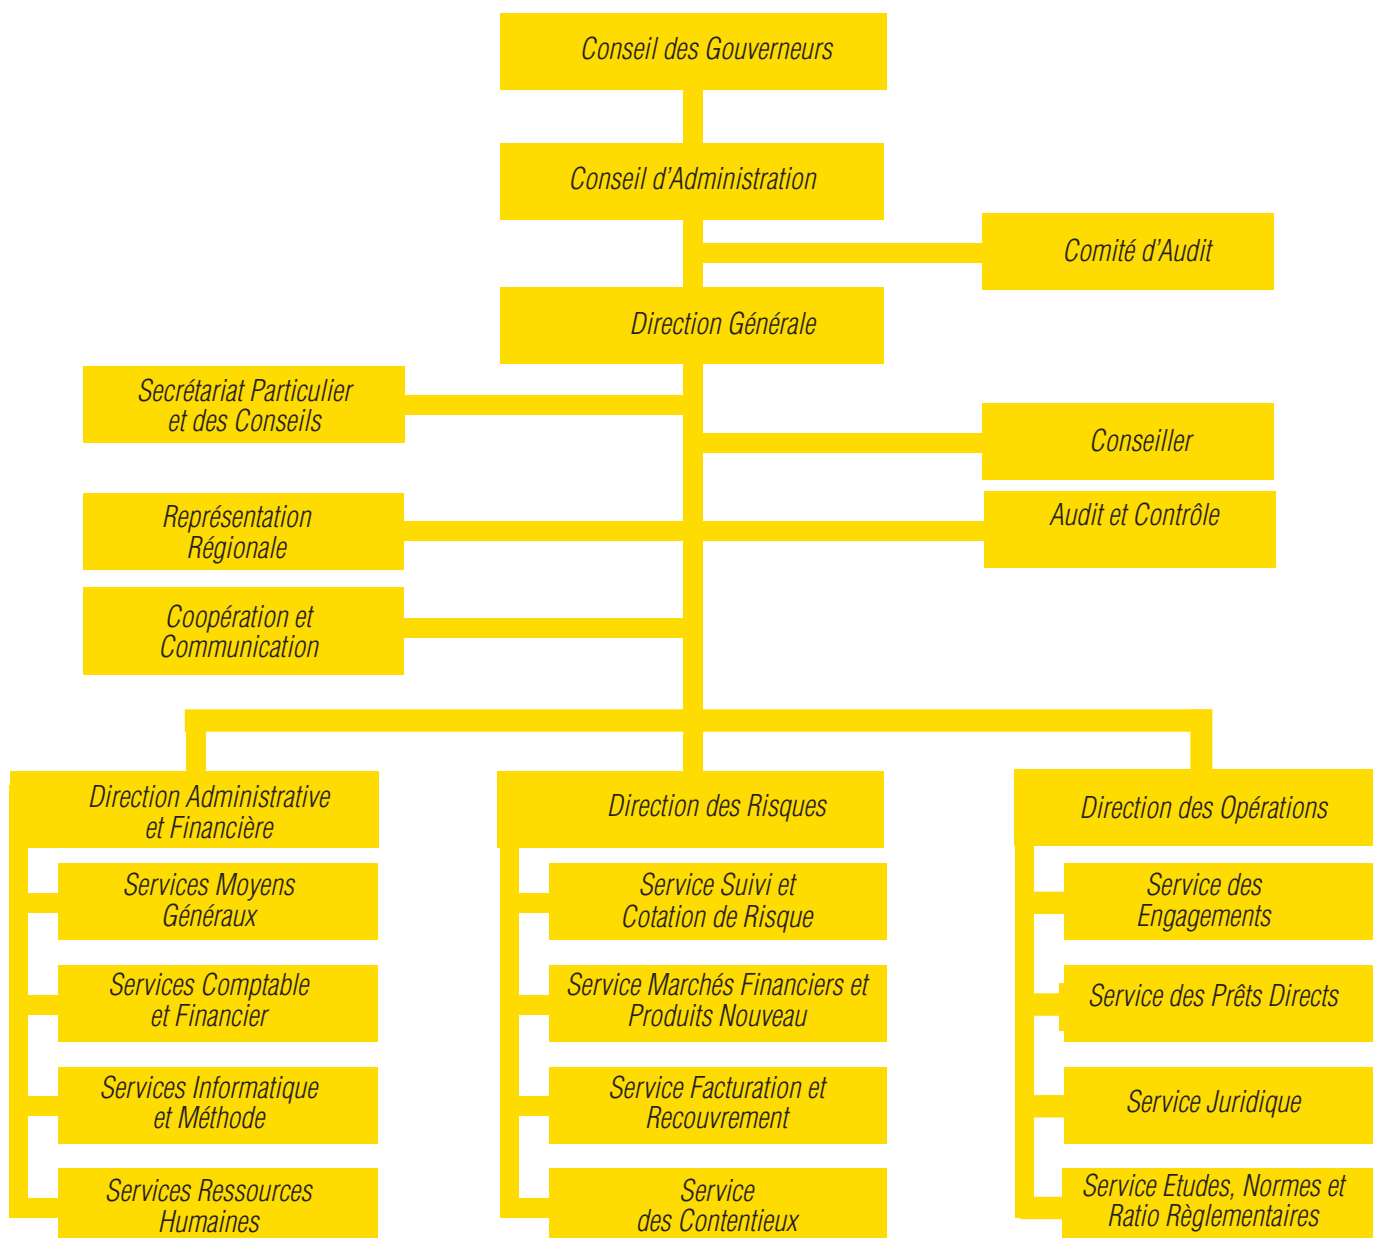 Conseil des Gouverneurs
Conseil d'Administration
Comité d'Audit
Direction Générale
Secrétariat Particulier
et des Conseils
Conseiller
Représentation
Régionale
Audit et Contrôle
Coopération et
Communication
Direction Administrative
et Financière
Services Moyens
Généraux
Services Comptable
et Financier
Services Informatique
et Méthode
Services Ressources
Humaines
Direction des Risques
Service Suivi et
Cotation de Risque
Service Marchés Financiers et
Produits Nouveau
Service Facturation et
Recouvrement
Service
des Contentieux
Direction des Opérations
Service des
Engagements
Service des Prêts Directs
Service Juridique
Service Etudes, Normes et
Ratio Règlementaires